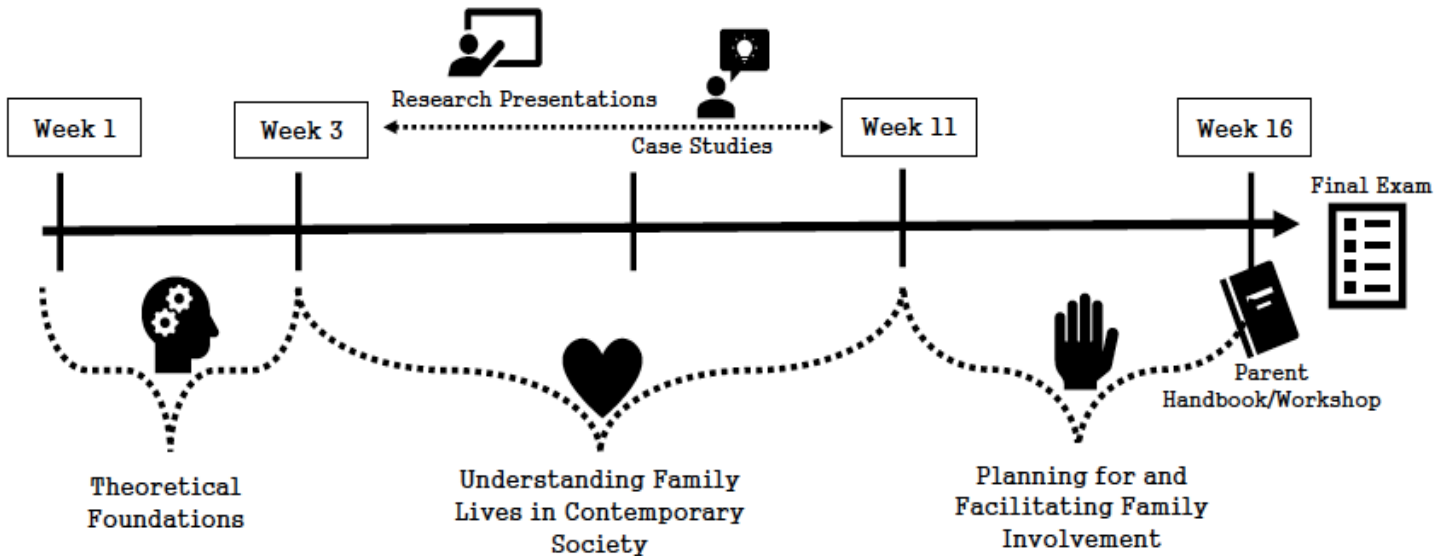 Research Presentations
Week 1
Week 3
Case Studies
Week 11
Week 16
Final Exam
Parent
Handbook/Workshop
Theoretical
Foundations
Understanding Family
Lives in Contemporary
Society
Planning for and
Facilitating Family
Involvement